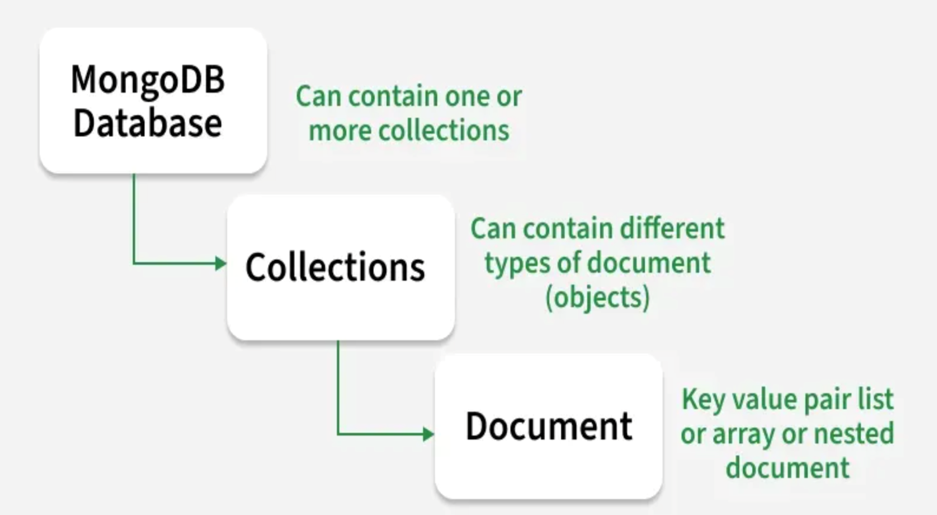 MongoDB
Database
Can contain one or
more collections
Collections
Can contain different
types of document
(objects)
Document
Key value pair list
or array or nested
document